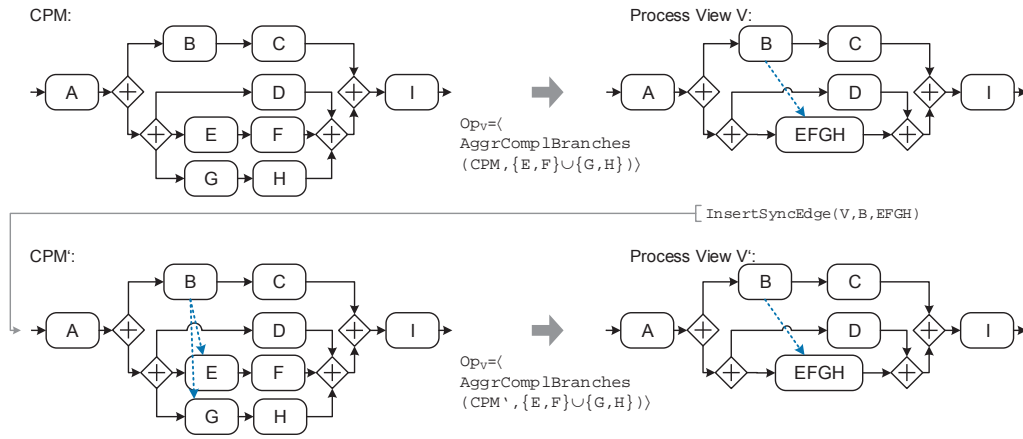 CPM:
Process View V:
B
C
B
C
A
D
I
A
D
I
E
F
EFGH
G
H
Opv=⟨
AggrComplBranches
(CPM,{E,F}∪{G,H})⟩
InsertSyncEdge(V,B,EFGH)
CPM‘:
Process View V‘:
B
C
B
C
A
D
I
A
D
I
E
F
EFGH
G
H
Opv=⟨
AggrComplBranches
(CPM‘,{E,F}∪{G,H})⟩